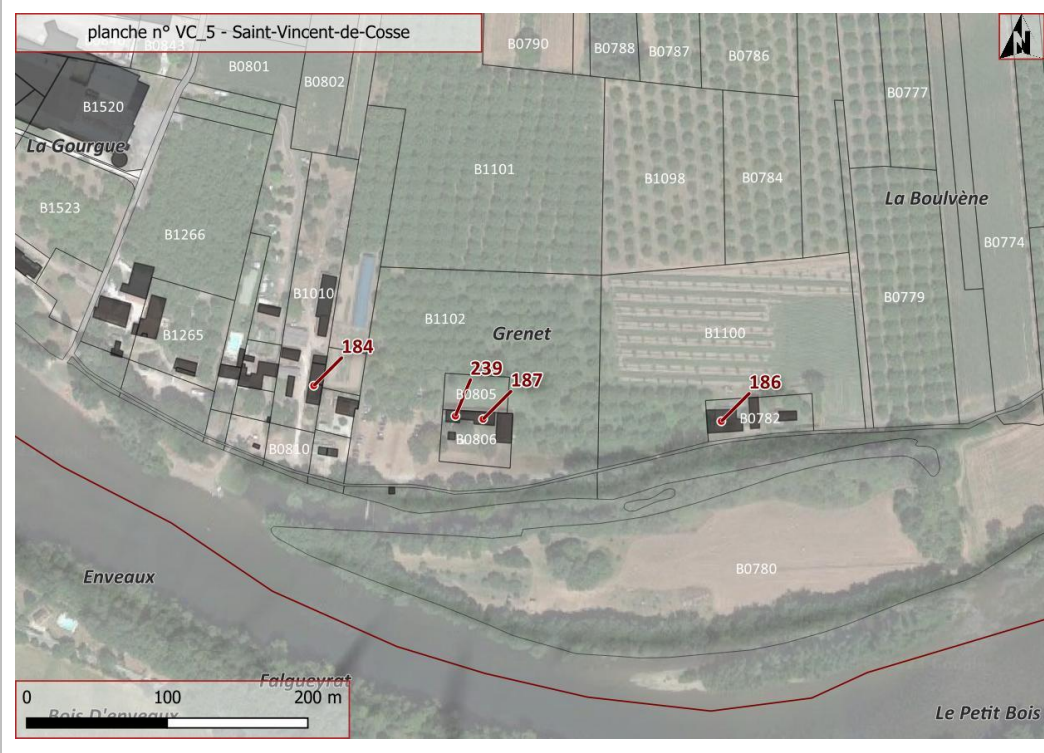 planche n° VC_5 - Saint-Vincent-de-Cosse
N
B0843
B0790
B0788
B0787
B0786
B0801
B0802
B0777
B1520
La Gourgue
B1101
B1098
B0784
La Boulvène
B1523
B1266
B0774
B1010
B0779
B1265
B1102
Grenet
B1100
184
239
187
186
B0805
B0782
B0806
B0810
Enveaux
B0780
Falgueyrat
0 100 200 m
Bois D'enveaux
Le Petit Bois